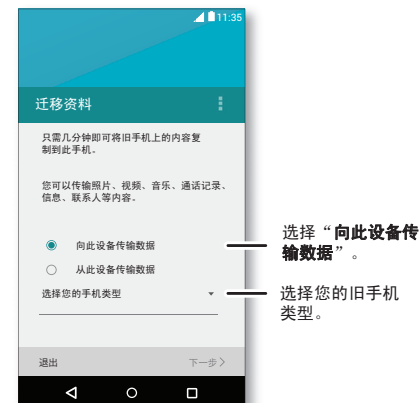 11:35
迁移资料
只需几分钟即可将旧手机上的内容复
制到此手机。
您可以传输照片、视频、音乐、通话记录、
信息、联系人等内容。
向此设备传输数据
从此设备传输数据
选择您的手机类型
退出
下一步
选择“向此设备传
输数据”。
选择您的旧手机
类型。